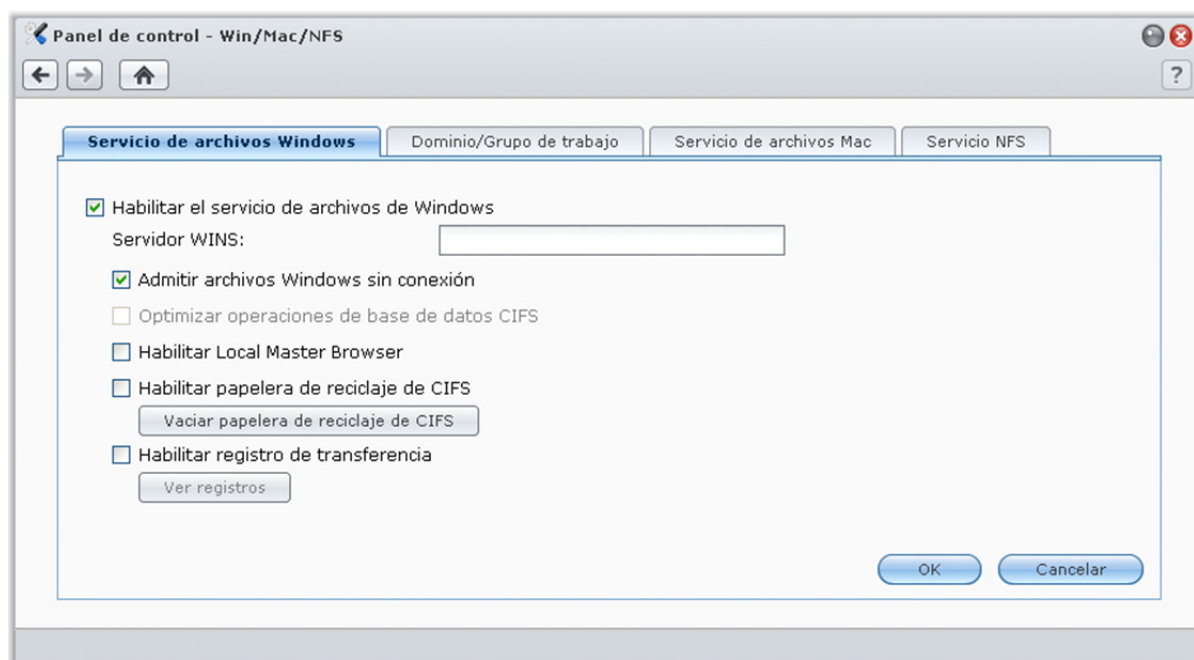 Panel de control - Win/Mac/NFS
?
Servicio de archivos Windows Dominio/Grupo de trabajo Servicio de archivos Mac Servicio NFS
Habilitar el servicio de archivos de Windows
Servidor WINS:
Admitir archivos Windows sin conexión
Optimizar operaciones de base de datos CIFS
Habilitar Local Master Browser
Habilitar papelera de reciclaje de CIFS
Vaciar papelera de reciclaje de CIFS
Habilitar registro de transferencia
Ver registros
OK Cancelar